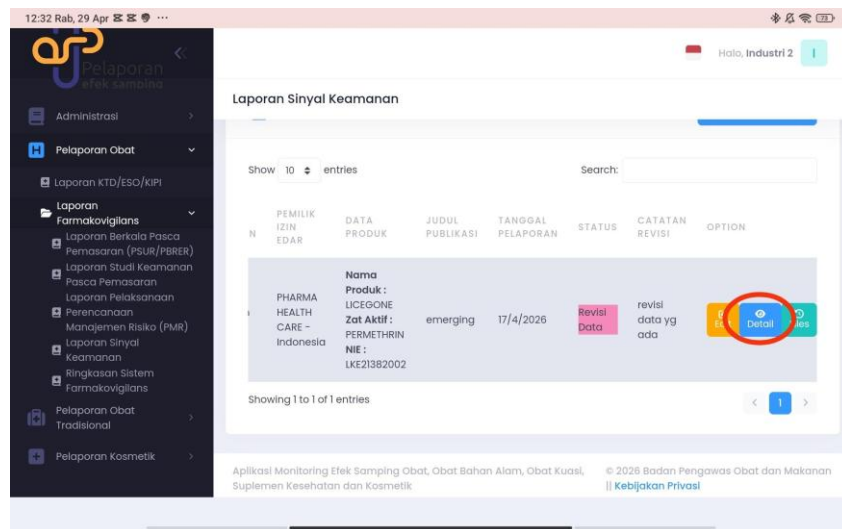 12:32 Rab, 29 Apr
73
Pelaporan
efek samping
Halo, Industri 2
I
Laporan Sinyal Keamanan
Administrasi
Pelaporan Obat
Laporan KTD/ESO/KIPI
Laporan
Farmakovigilans
Laporan Berkala Pasca
Pemasaran (PSUR/PBRER)
Laporan Studi Keamanan
Pasca Pemasaran
Laporan Pelaksanaan
Perencanaan
Manajemen Risiko (PMR)
Laporan Sinyal
Keamanan
Ringkasan Sistem
Farmakovigilans
Pelaporan Obat
Tradisional
Pelaporan Kosmetik
Show 10 entries
Search:
N
PEMILIK
IZIN
EDAR
DATA
PRODUK
JUDUL
PUBLIKASI
TANGGAL
PELAPORAN
STATUS
CATATAN
REVISI
OPTION
PHARMA
HEALTH
CARE -
Indonesia
Nama
Produk :
LICEGONE
Zat Aktif :
PERMETHRIN
NIE :
LKE21382002
emerging
17/4/2026
Revisi
Data
revisi
data yg
ada
Detail
Showing 1 to 1 of 1 entries
1
Aplikasi Monitoring Efek Samping Obat, Obat Bahan Alam, Obat Kuasi,
Suplemen Kesehatan dan Kosmetik
© 2026 Badan Pengawas Obat dan Makanan
|| Kebijakan Privasi